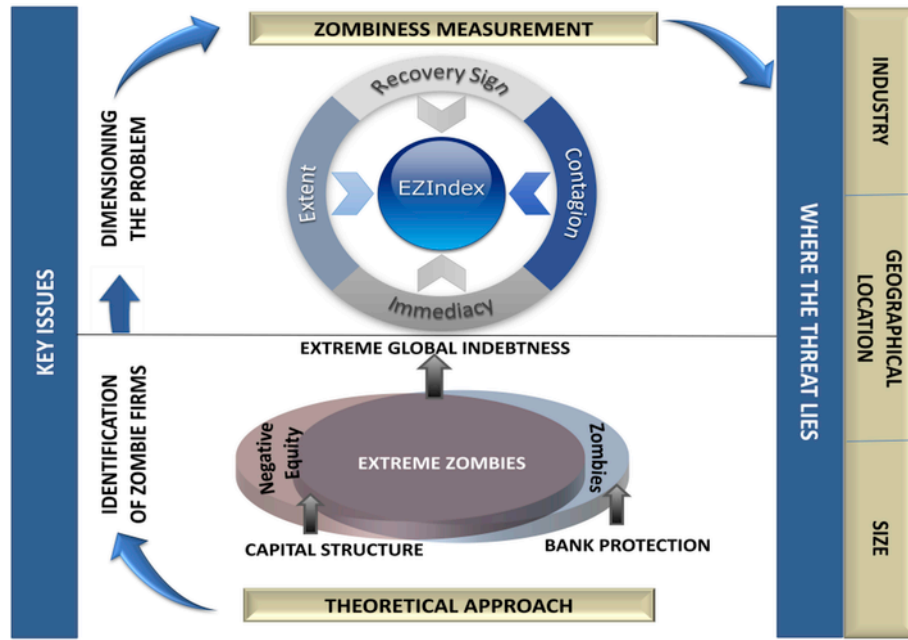 ZOMBINESS MEASUREMENT
KEY ISSUES
DIMENSIONING
THE PROBLEM
Recovery Sign
Extent
EZIndex
Contagion
Immediacy
EXTREME GLOBAL INDEBTNESS
IDENTIFICATION
OF ZOMBIE FIRMS
Negative
Equity
EXTREME ZOMBIES
Zombies
CAPITAL STRUCTURE
BANK PROTECTION
THEORETICAL APPROACH
WHERE THE THREAT LIES
INDUSTRY
GEOGRAPHICAL
LOCATION
SIZE